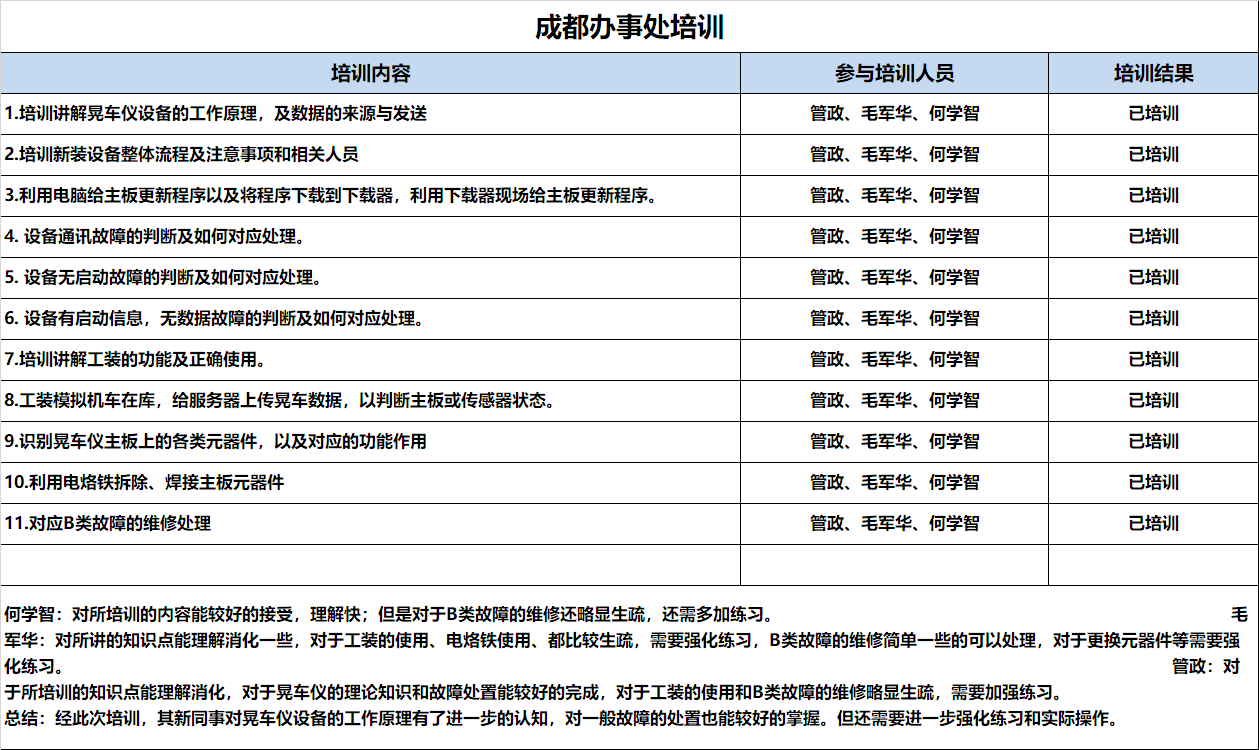 成都办事处培训
培训内容 参与培训人员 培训结果
1.培训讲解晃车仪设备的工作原理，及数据的来源与发送 管政、毛军华、何学智 已培训
2.培训新装设备整体流程及注意事项和相关人员 管政、毛军华、何学智 已培训
3.利用电脑给主板更新程序以及将程序下载到下载器，利用下载器现场给主板更新程序。 管政、毛军华、何学智 已培训
4. 设备通讯故障的判断及如何对应处理。 管政、毛军华、何学智 已培训
5. 设备无启动故障的判断及如何对应处理。 管政、毛军华、何学智 已培训
6. 设备有启动信息，无数据故障的判断及如何对应处理。 管政、毛军华、何学智 已培训
7.培训讲解工装的功能及正确使用。 管政、毛军华、何学智 已培训
8.工装模拟机车在库，给服务器上传晃车数据，以判断主板或传感器状态。 管政、毛军华、何学智 已培训
9.识别晃车仪主板上的各类元器件，以及对应的功能作用 管政、毛军华、何学智 已培训
10.利用电烙铁拆除、焊接主板元器件 管政、毛军华、何学智 已培训
11.对应B类故障的维修处理 管政、毛军华、何学智 已培训
何学智：对所培训的内容能较好的接受，理解快；但是对于B类故障的维修还略显生疏，还需多加练习。 毛
军华：对所讲的知识点能理解消化一些，对于工装的使用、电烙铁使用、都比较生疏，需要强化练习，B类故障的维修简单一些的可以处理，对于更换元器件等需要强
化练习。 管政：对
于所培训的知识点能理解消化，对于晃车仪的理论知识和故障处置能较好的完成，对于工装的使用和B类故障的维修略显生疏，需要加强练习。
总结：经此次培训，其新同事对晃车仪设备的工作原理有了进一步的认知，对一般故障的处置也能较好的掌握。但还需要进一步强化练习和实际操作。